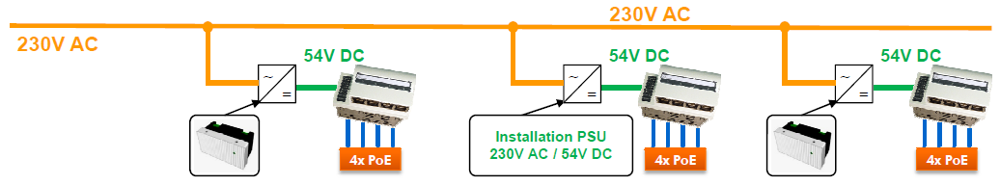 230V AC
230V AC
54V DC
54V DC
54V DC
~
=
~
=
~
=
Installation PSU
230V AC / 54V DC
4x PoE
4x PoE
4x PoE